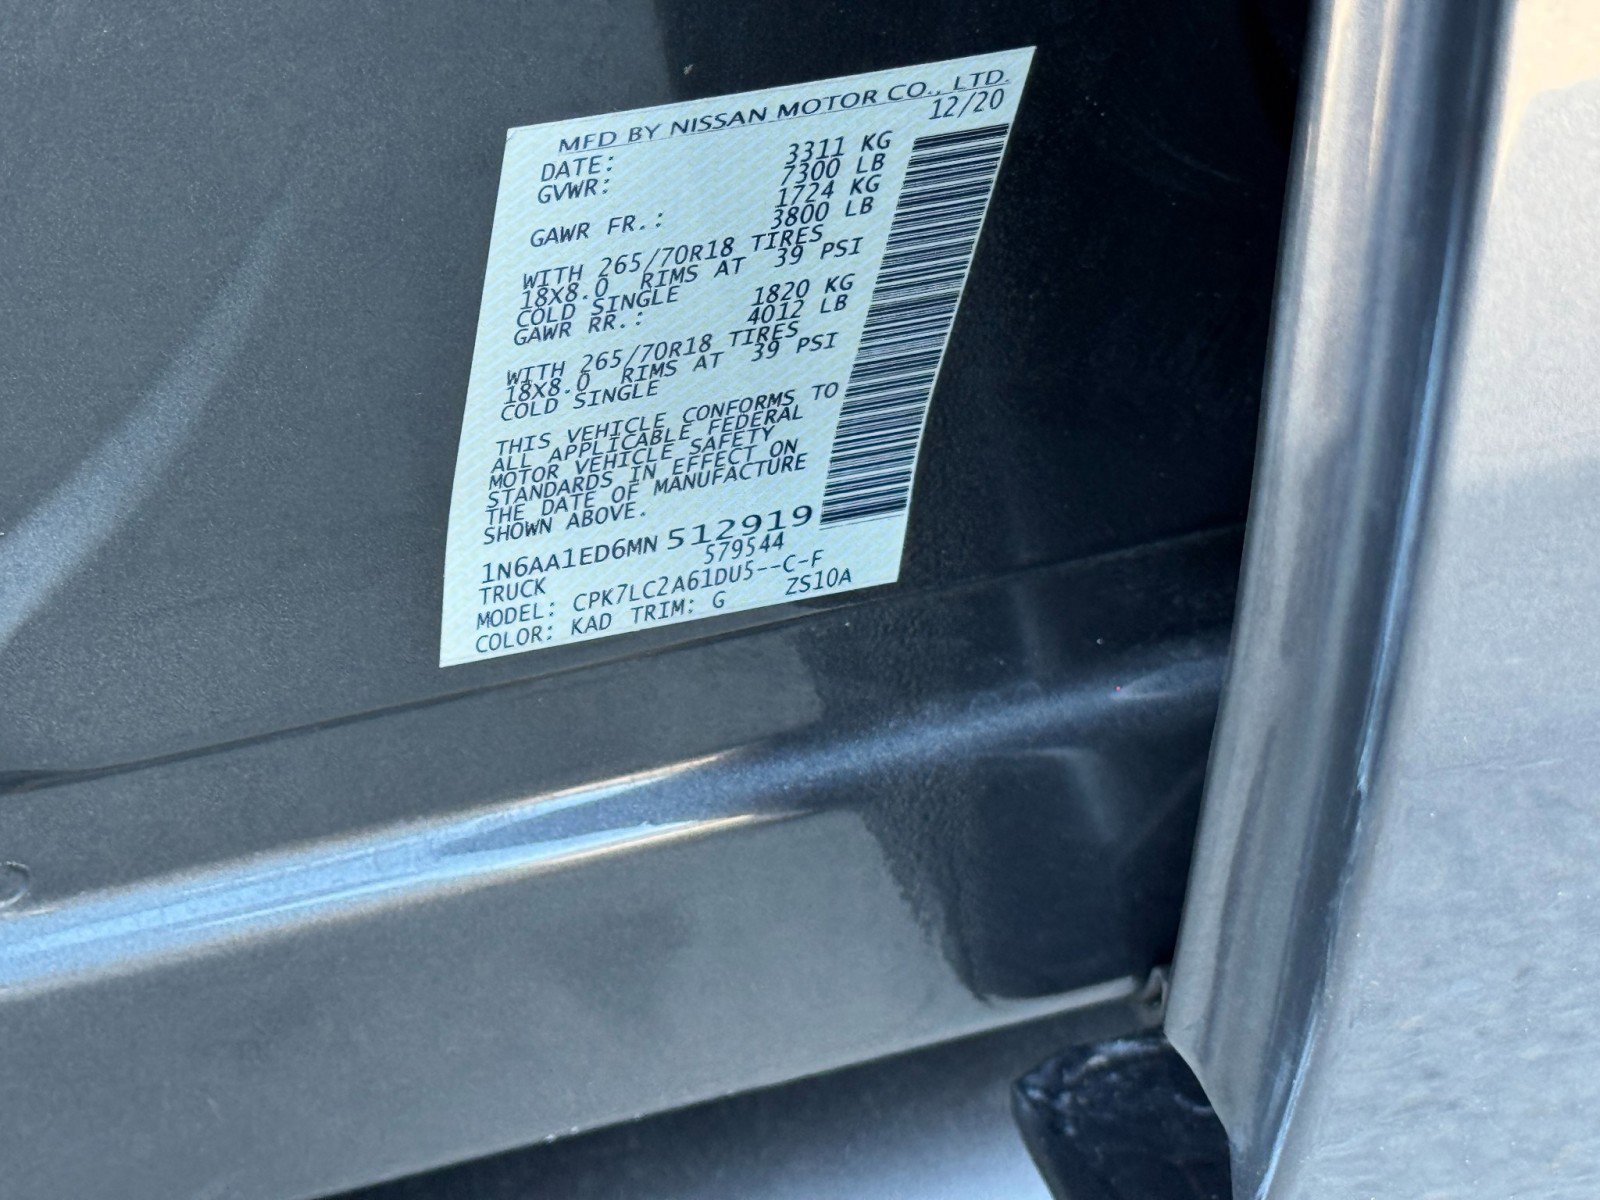 MFD BY NISSAN MOTOR CO., LTD.
DATE: 12/20
GVWR: 3311 KG
7300 LB
GAWR FR.: 1724 KG
3800 LB
WITH 265/70R18 TIRES
18X8.0 RIMS AT 39 PSI
COLD SINGLE
GAWR RR.: 1820 KG
4012 LB
WITH 265/70R18 TIRES
18X8.0 RIMS AT 39 PSI
COLD SINGLE
THIS VEHICLE CONFORMS TO
ALL APPLICABLE FEDERAL
MOTOR VEHICLE SAFETY
STANDARDS IN EFFECT ON
THE DATE OF MANUFACTURE
SHOWN ABOVE.
1N6AA1ED6MN512919
TRUCK 579544
MODEL: CPK7LC2A61DU5--C-F
COLOR: KAD TRIM: G ZS10A